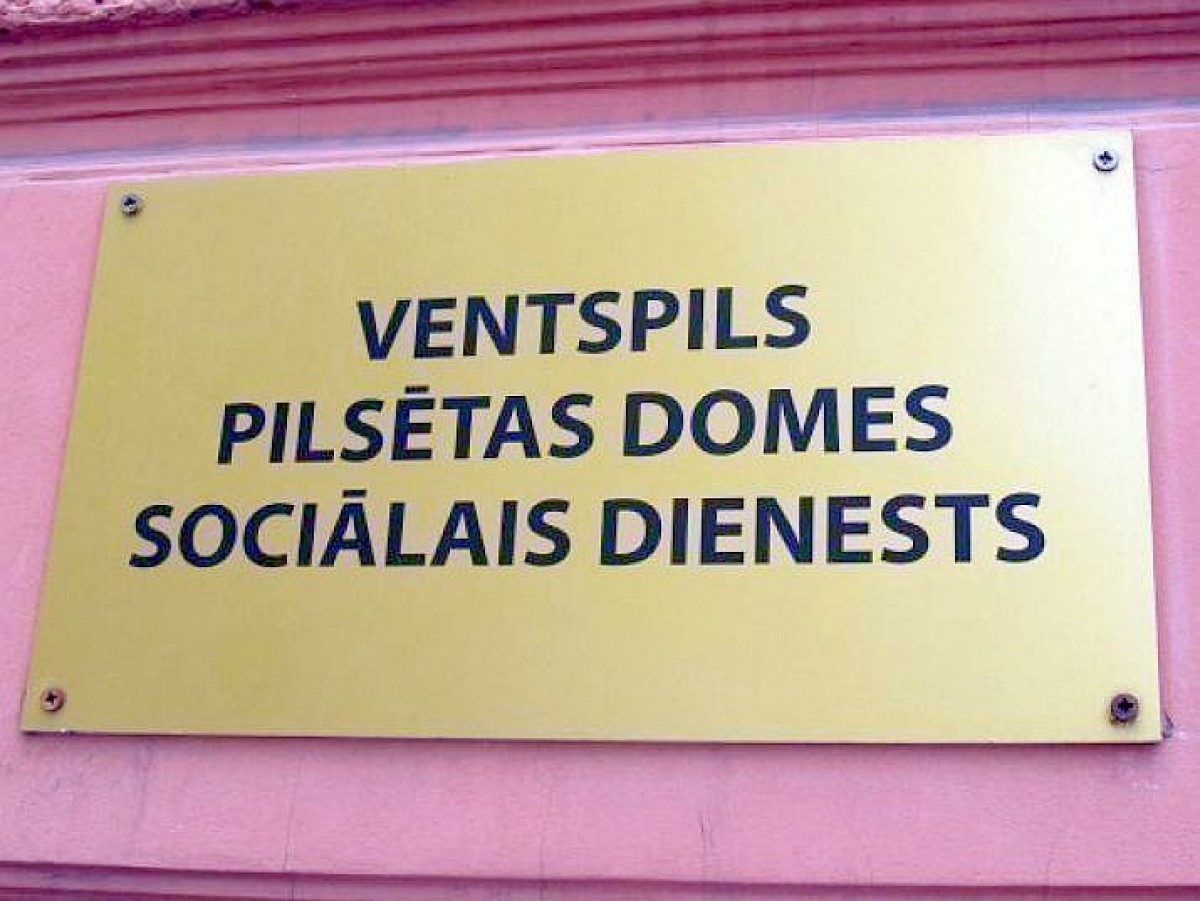 VENTSPILS
PILSĒTAS DOMES
SOCIĀLAIS DIENESTS